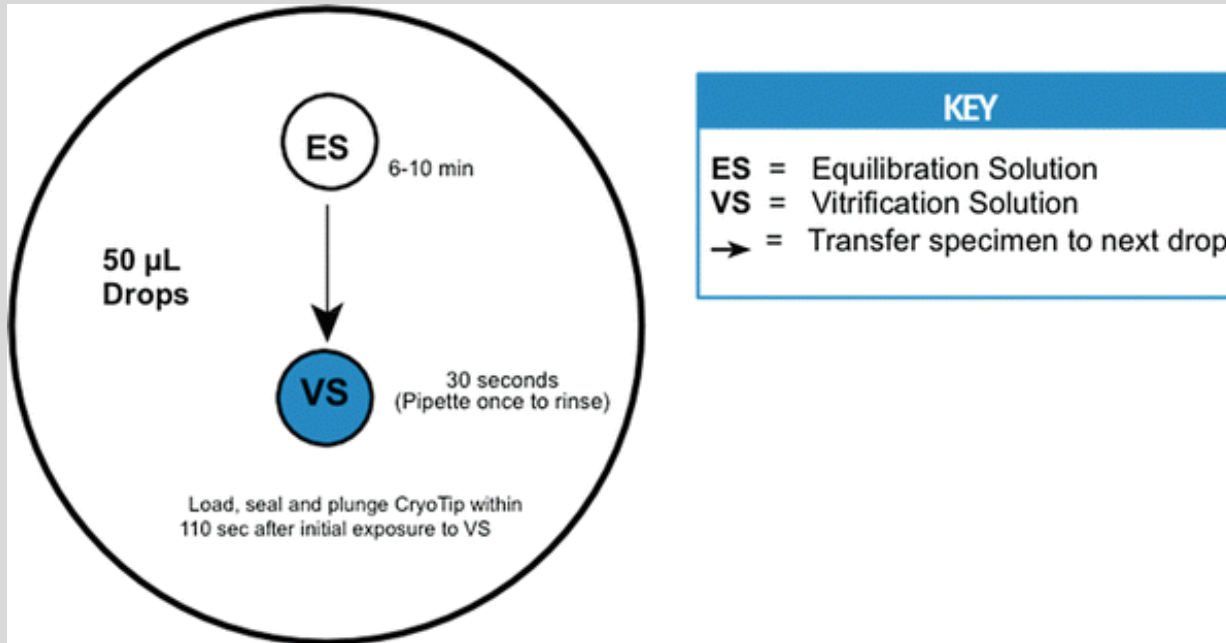 ES
6-10 min
50 µL
Drops
VS
30 seconds
(Pipette once to rinse)
Load, seal and plunge CryoTip within
110 sec after initial exposure to VS
KEY
ES = Equilibration Solution
VS = Vitrification Solution
→ = Transfer specimen to next drop